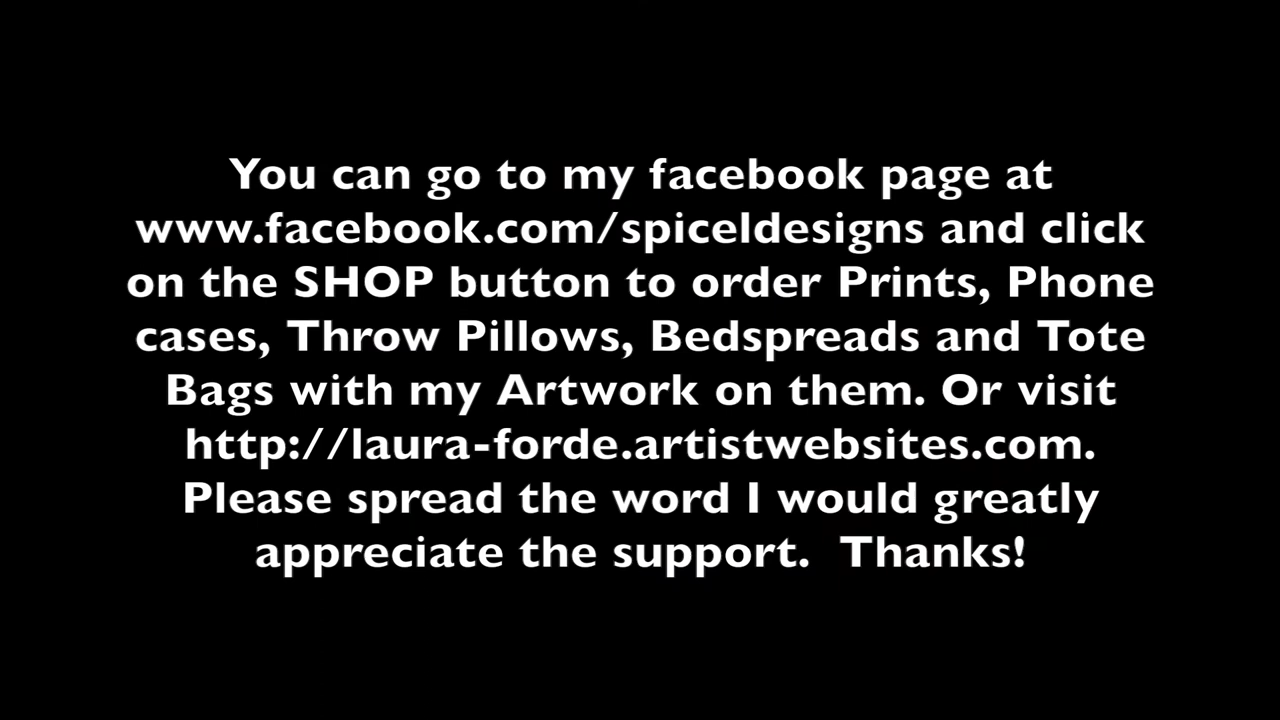 You can go to my facebook page at
www.facebook.com/spiceldesigns and click
on the SHOP button to order Prints, Phone
cases, Throw Pillows, Bedspreads and Tote
Bags with my Artwork on them. Or visit
http://laura-forde.artistwebsites.com.
Please spread the word I would greatly
appreciate the support.  Thanks!